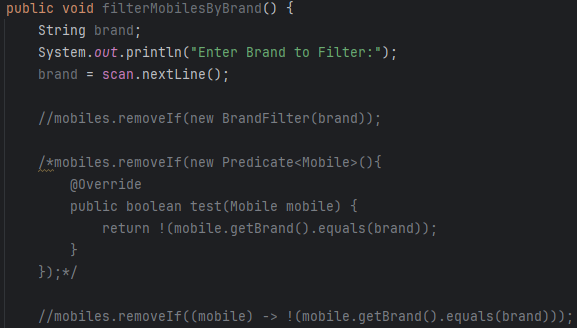 public void filterMobilesByBrand() {
    String brand;
    System.out.println("Enter Brand to Filter:");
    brand = scan.nextLine();

    //mobiles.removeIf(new BrandFilter(brand));

    /*mobiles.removeIf(new Predicate<Mobile>(){
        @Override
        public boolean test(Mobile mobile) {
            return !(mobile.getBrand().equals(brand));
        }
    });*/

    //mobiles.removeIf((mobile) -> !(mobile.getBrand().equals(brand)));